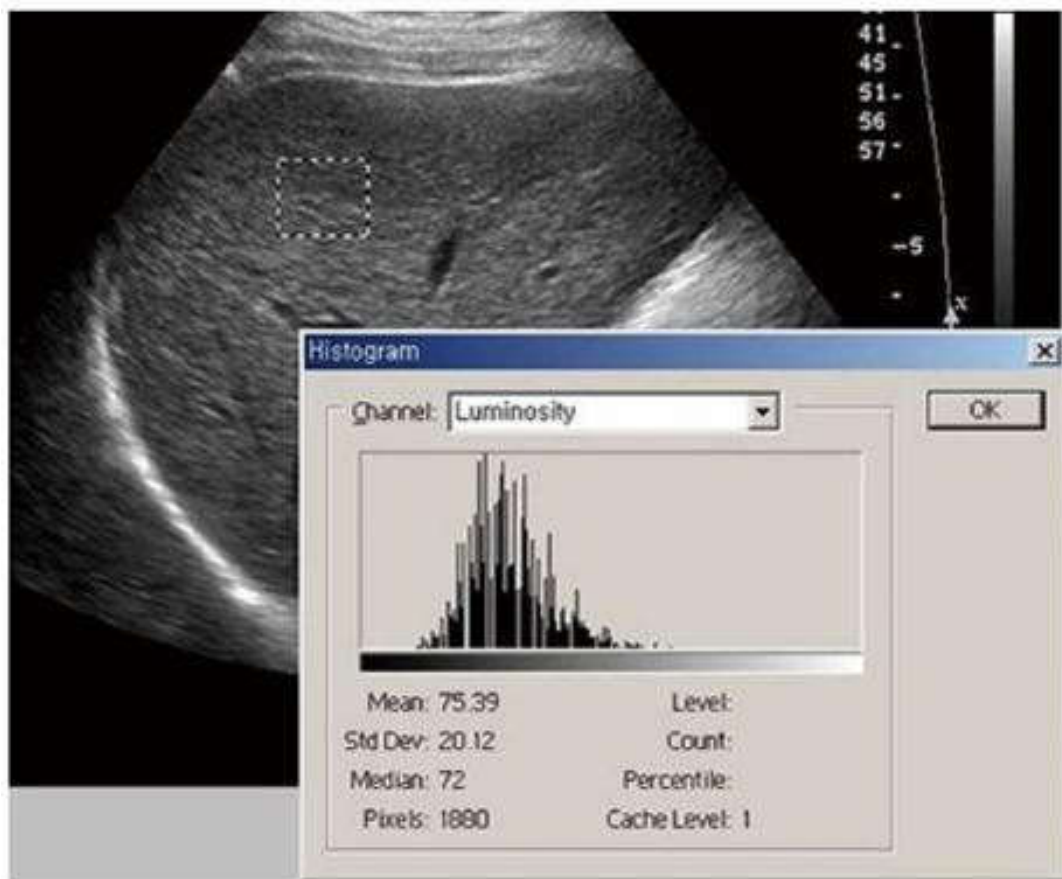 41
45
51
56
57
-5
x
Histogram
Channel: Luminosity
OK
Mean: 75.39
Level:
Std Dev: 20.12
Count:
Median: 72
Percentile:
Pixels: 1880
Cache Level: 1